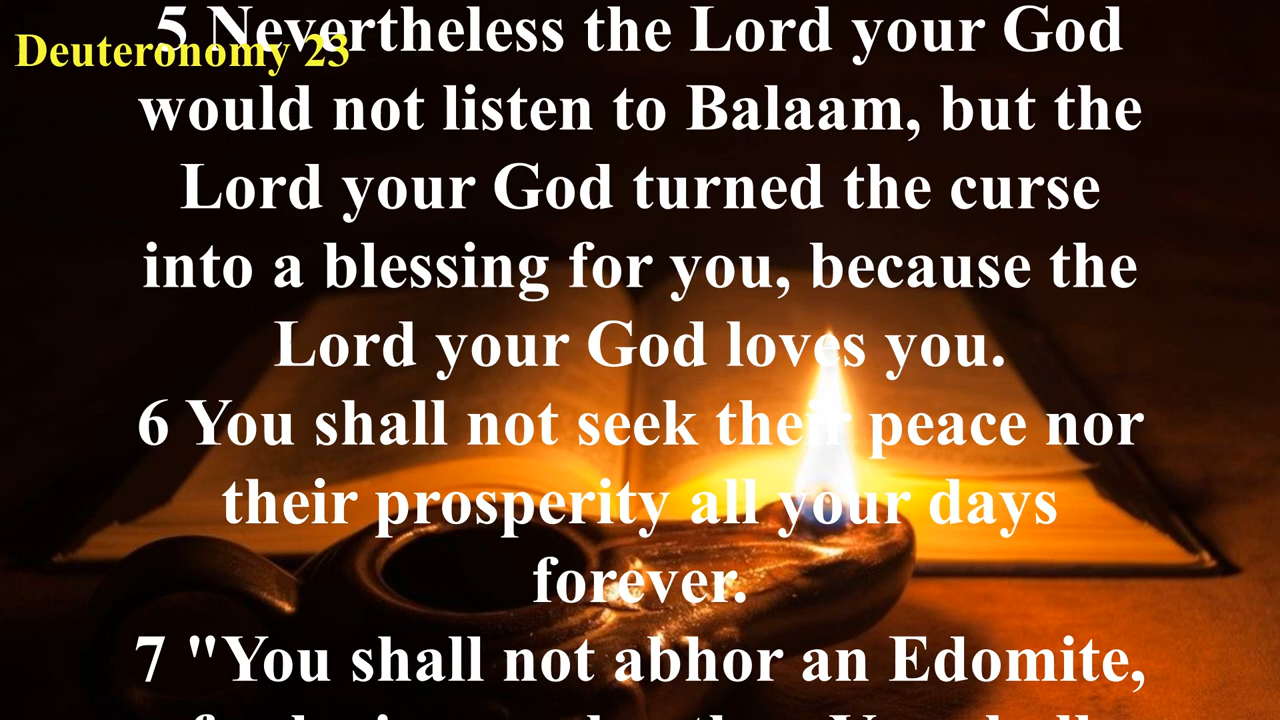 Deuteronomy 23
5 Nevertheless the Lord your God
would not listen to Balaam, but the
Lord your God turned the curse
into a blessing for you, because the
Lord your God loves you.
6 You shall not seek their peace nor
their prosperity all your days
forever.
7 "You shall not abhor an Edomite,